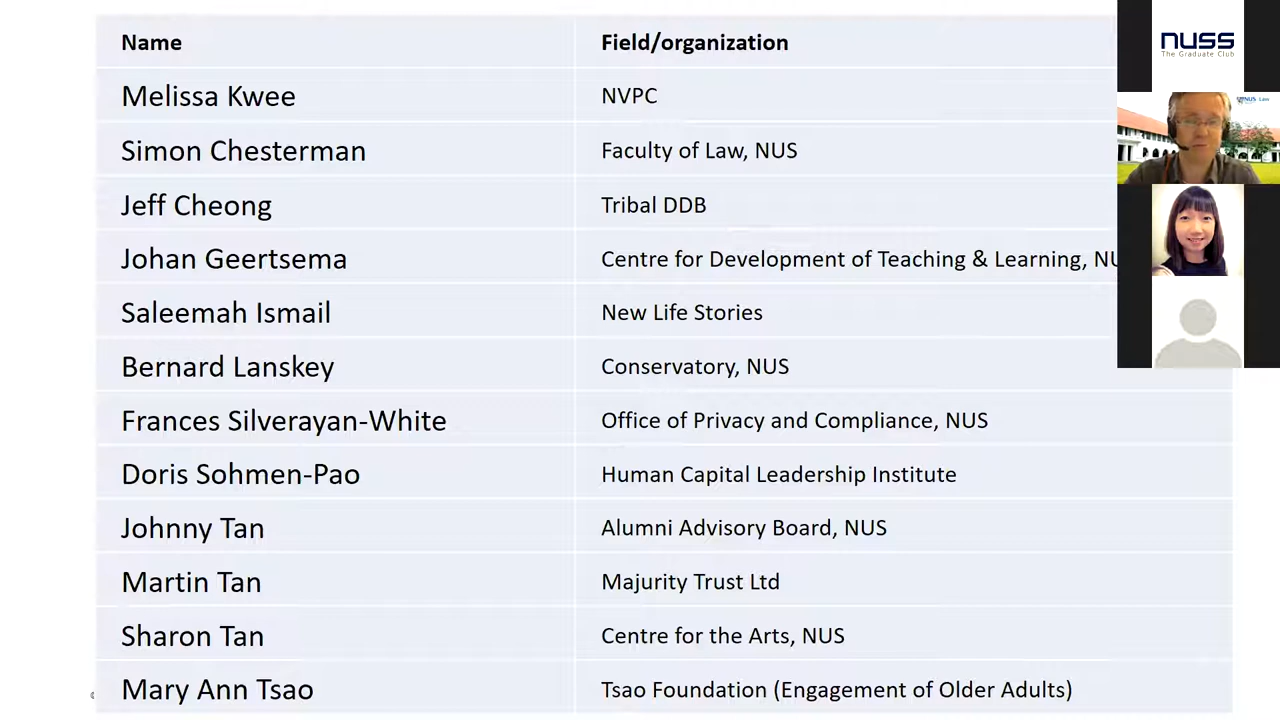 Name Field/organization
Melissa Kwee NVPC
Simon Chesterman Faculty of Law, NUS
Jeff Cheong Tribal DDB
Johan Geertsema Centre for Development of Teaching & Learning, NU
Saleemah Ismail New Life Stories
Bernard Lanskey Conservatory, NUS
Frances Silverayan-White Office of Privacy and Compliance, NUS
Doris Sohmen-Pao Human Capital Leadership Institute
Johnny Tan Alumni Advisory Board, NUS
Martin Tan Majurity Trust Ltd
Sharon Tan Centre for the Arts, NUS
Mary Ann Tsao Tsao Foundation (Engagement of Older Adults)
nuss
The Graduate Club
NUS Law